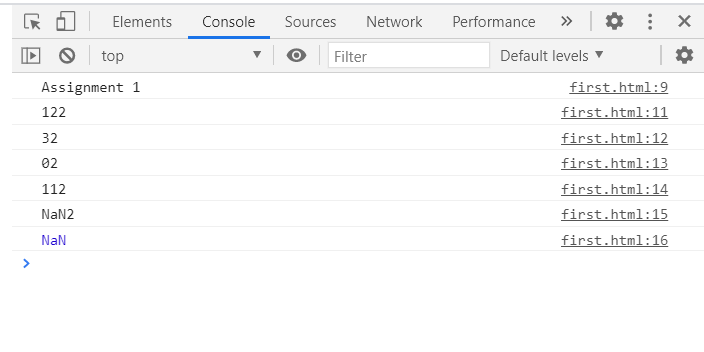 Elements Console Sources Network Performance »
top Filter Default levels
Assignment 1 first.html:9
122 first.html:11
32 first.html:12
02 first.html:13
112 first.html:14
NaN2 first.html:15
NaN first.html:16